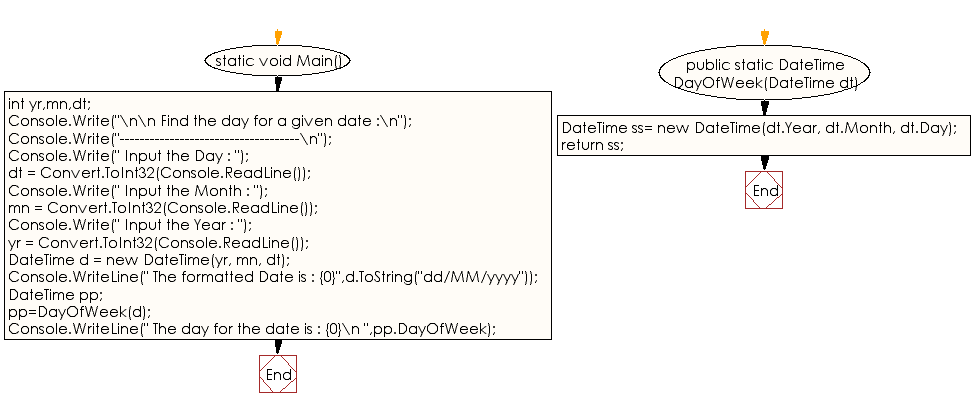 static void Main()
int yr,mn,dt;
Console.Write("\n\n Find the day for a given date :\n");
Console.Write("------------------------------------\n");
Console.Write(" Input the Day : ");
dt = Convert.ToInt32(Console.ReadLine());
Console.Write(" Input the Month : ");
mn = Convert.ToInt32(Console.ReadLine());
Console.Write(" Input the Year : ");
yr = Convert.ToInt32(Console.ReadLine());
DateTime d = new DateTime(yr, mn, dt);
Console.WriteLine(" The formatted Date is : {0}",d.ToString("dd/MM/yyyy"));
DateTime pp;
pp=DayOfWeek(d);
Console.WriteLine(" The day for the date is : {0}\n ",pp.DayOfWeek);
End
public static DateTime
DayOfWeek(DateTime dt)
DateTime ss= new DateTime(dt.Year, dt.Month, dt.Day);
return ss;
End